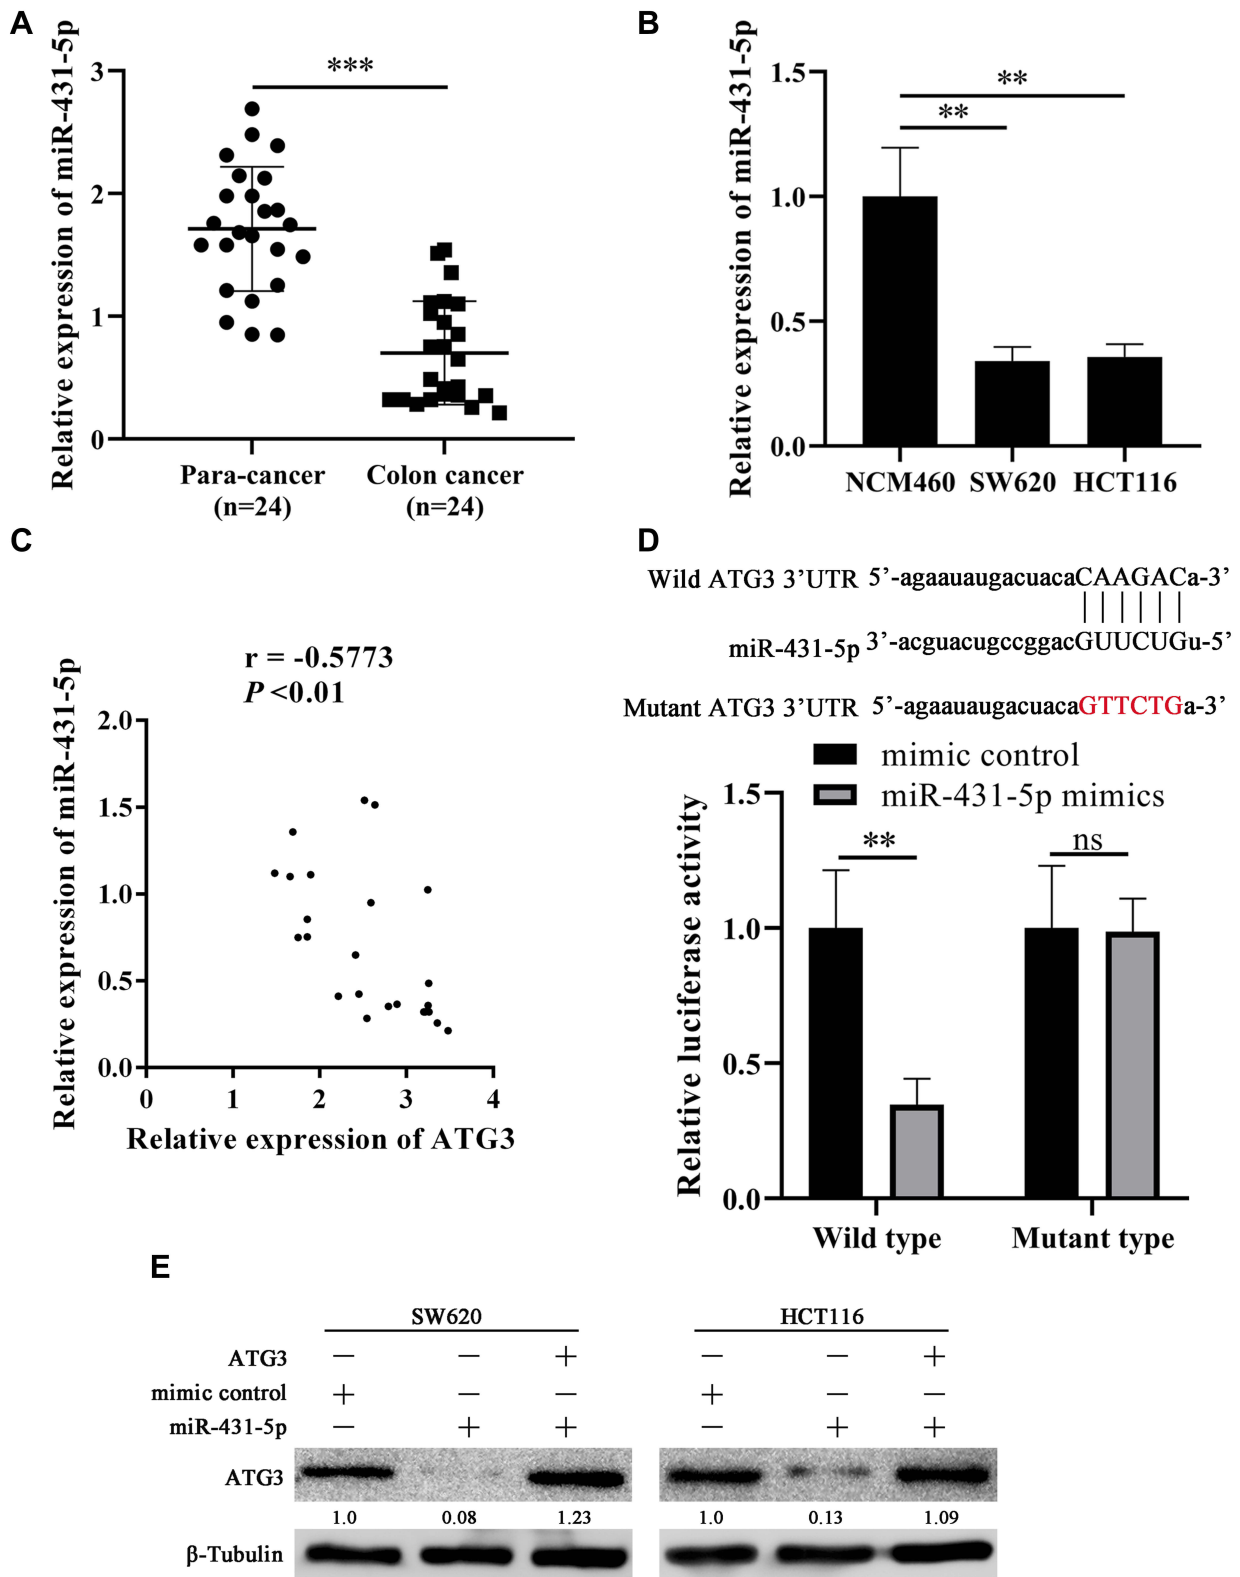 A
Relative expression of miR-431-5p
3
2
1
0
***
Para-cancer
(n=24)
Colon cancer
(n=24)
B
Relative expression of miR-431-5p
1.5
1.0
0.5
0.0
**
**
NCM460 SW620 HCT116
C
r = -0.5773
P <0.01
Relative expression of miR-431-5p
2.0
1.5
1.0
0.5
0.0
0 1 2 3 4
Relative expression of ATG3
D
Wild ATG3 3’UTR 5’-agaauaugacuacaCAAGACa-3’
miR-431-5p 3’-acguacugccggacGUUCUGu-5’
Mutant ATG3 3’UTR 5’-agaauaugacuacaGTTCTGa-3’
mimic control
miR-431-5p mimics
Relative luciferase activity
1.5
1.0
0.5
0.0
**
ns
Wild type Mutant type
E
SW620 HCT116
ATG3 — — + — — +
mimic control + — — + — —
miR-431-5p — + + — + +
ATG3
1.0 0.08 1.23 1.0 0.13 1.09
β-Tubulin